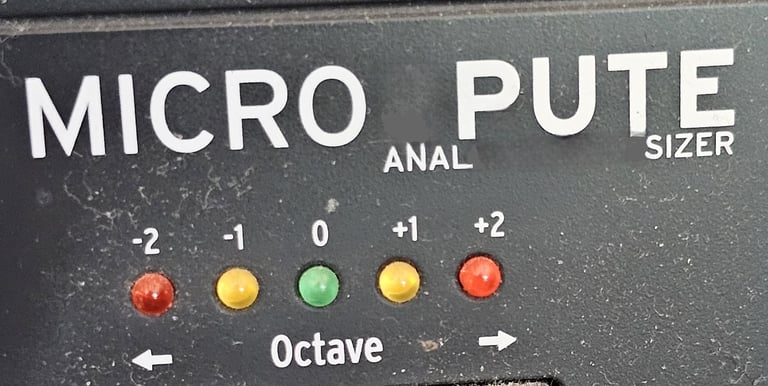 MICRO PUTE
ANAL SIZER
-2 -1 0 +1 +2
← Octave →